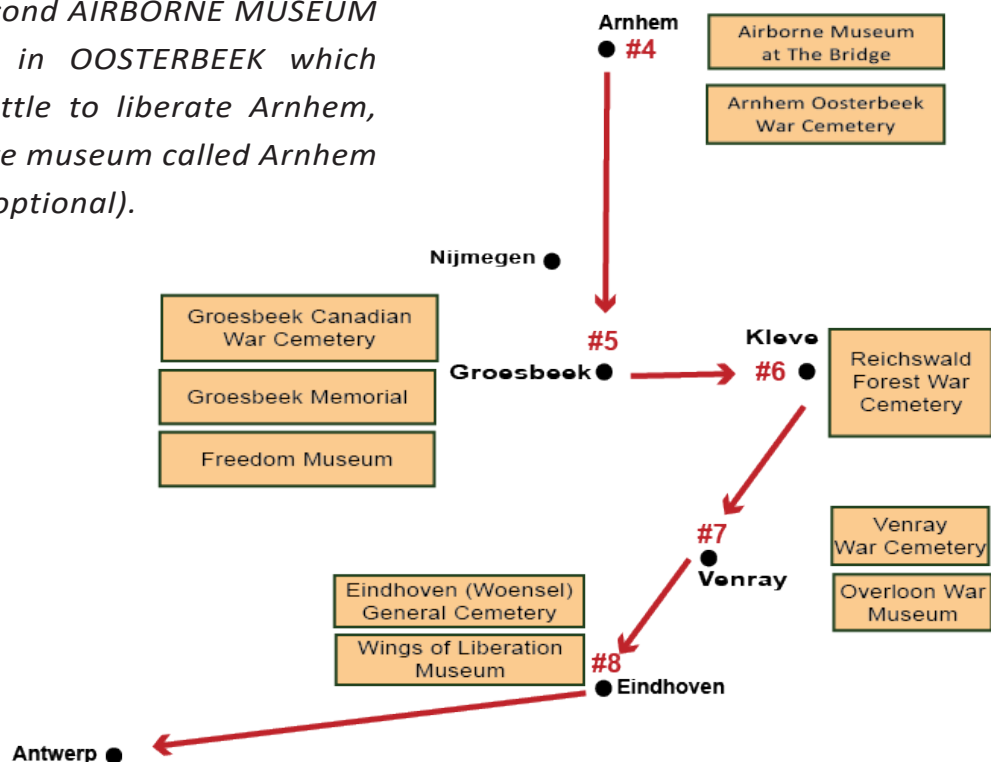 ond AIRBORNE MUSEUM
in OOSTERBEEK which
ttle to liberate Arnhem,
e museum called Arnhem
optional).
Arnhem
#4
Airborne Museum
at The Bridge
Arnhem Oosterbeek
War Cemetery
Nijmegen
Groesbeek Canadian
War Cemetery
Groesbeek Memorial
Freedom Museum
#5
Groesbeek
Kleve
#6
Reichswald
Forest War
Cemetery
#7
Venray
Venray
War Cemetery
Overloon War
Museum
Eindhoven (Woensel)
General Cemetery
Wings of Liberation
Museum
#8
Eindhoven
Antwerp